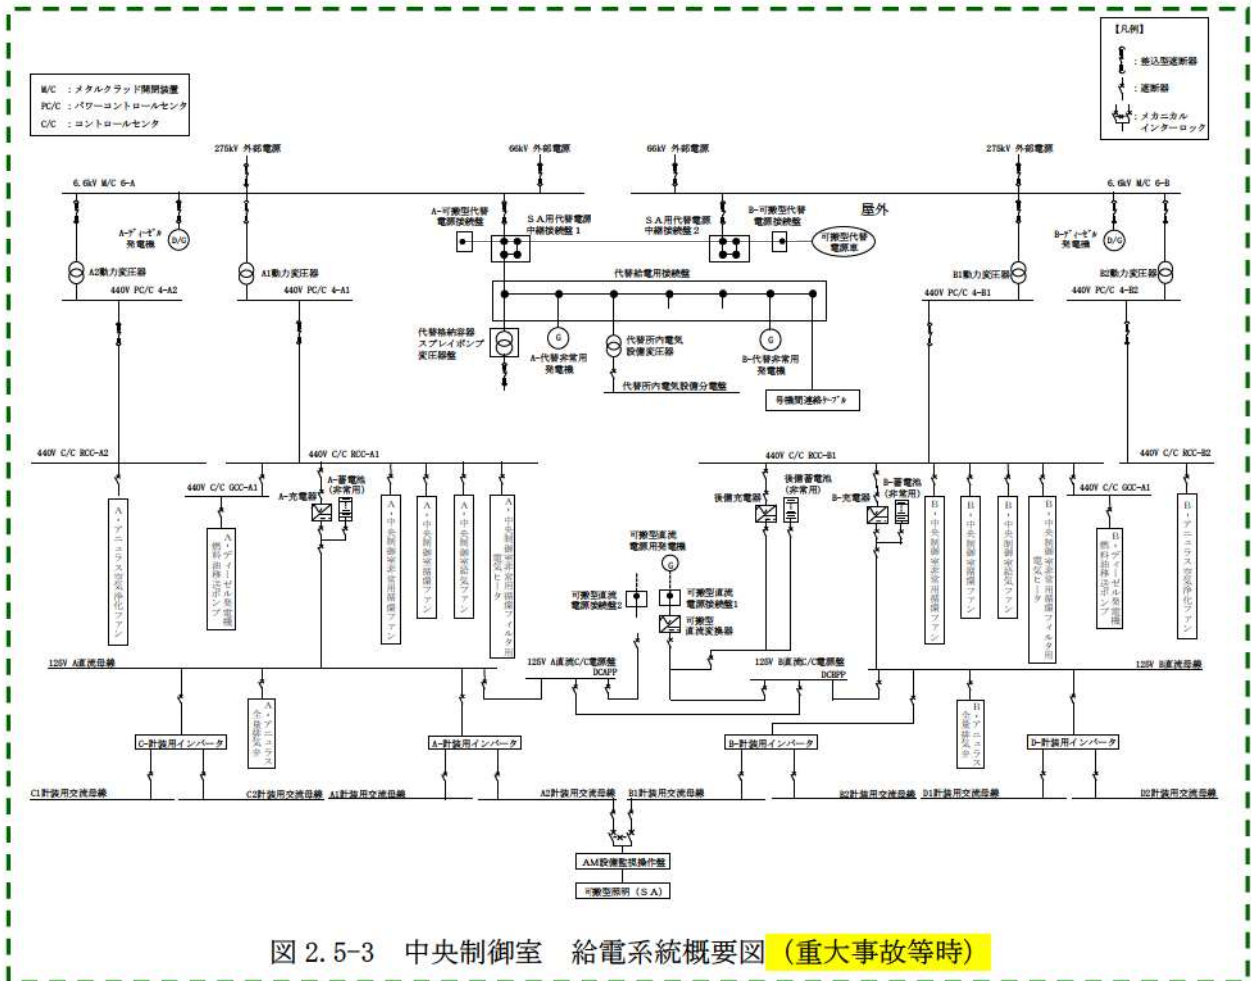 【凡例】
：差込型遮断器
：遮断器
：メカニカル
インターロック
M/C ：メタルクラッド開閉装置
PC/C ：パワーコントロールセンタ
C/C ：コントロールセンタ
275kV 外部電源
66kV 外部電源
66kV 外部電源
275kV 外部電源
6.6kV M/C 6-A
6.6kV M/C 6-B
屋外
A-ディーゼル
発電機
D/G
A-可搬型代替
電源接続盤
SA用代替電源
中継接続盤1
SA用代替電源
中継接続盤2
B-可搬型代替
電源接続盤
可搬型代替
電源車
B-ディーゼル
発電機
D/G
A2動力変圧器
A1動力変圧器
B1動力変圧器
B2動力変圧器
代替給電用接続盤
440V PC/C 4-A2
440V PC/C 4-A1
440V PC/C 4-B1
440V PC/C 4-B2
代替格納容器
スプレイポンプ
変圧器盤
G
A-代替非常用
発電機
代替所内電気
設備変圧器
G
B-代替非常用
発電機
代替所内電気設備分電盤
号機間連絡ケーブル
440V C/C RCC-A2
440V C/C RCC-A1
440V C/C RCC-B1
440V C/C RCC-B2
440V C/C GCC-A1
A-充電器
A-蓄電池
(非常用)
後備充電器
後備蓄電池
(非常用)
B-充電器
B-蓄電池
(非常用)
440V C/C GCC-A1
A・アニュラス空気浄化ファン
A・ディーゼル発電機
燃料油移送ポンプ
A・中央制御室非常用循環ファン
A・中央制御室循環ファン
A・中央制御室給気ファン
A・中央制御室非常用循環フィルタ用
電気ヒータ
可搬型直流
電源用発電機
G
可搬型直流
電源接続盤2
可搬型直流
電源接続盤1
可搬型
直流変換器
B・中央制御室非常用循環ファン
B・中央制御室循環ファン
B・中央制御室給気ファン
B・中央制御室非常用循環フィルタ用
電気ヒータ
B・ディーゼル発電機
燃料油移送ポンプ
B・アニュラス空気浄化ファン
125V A直流母線
125V A直流C/C電源盤
DCAPP
125V B直流C/C電源盤
DCBPP
125V B直流母線
A・アニュラス
全量排気弁
B・アニュラス
全量排気弁
C-計装用インバータ
A-計装用インバータ
B-計装用インバータ
D-計装用インバータ
C1計装用交流母線
C2計装用交流母線
A1計装用交流母線
A2計装用交流母線
B1計装用交流母線
B2計装用交流母線
D1計装用交流母線
D2計装用交流母線
AM設備監視操作盤
可搬型照明(SA)
図 2.5-3 中央制御室 給電系統概要図(重大事故等時)